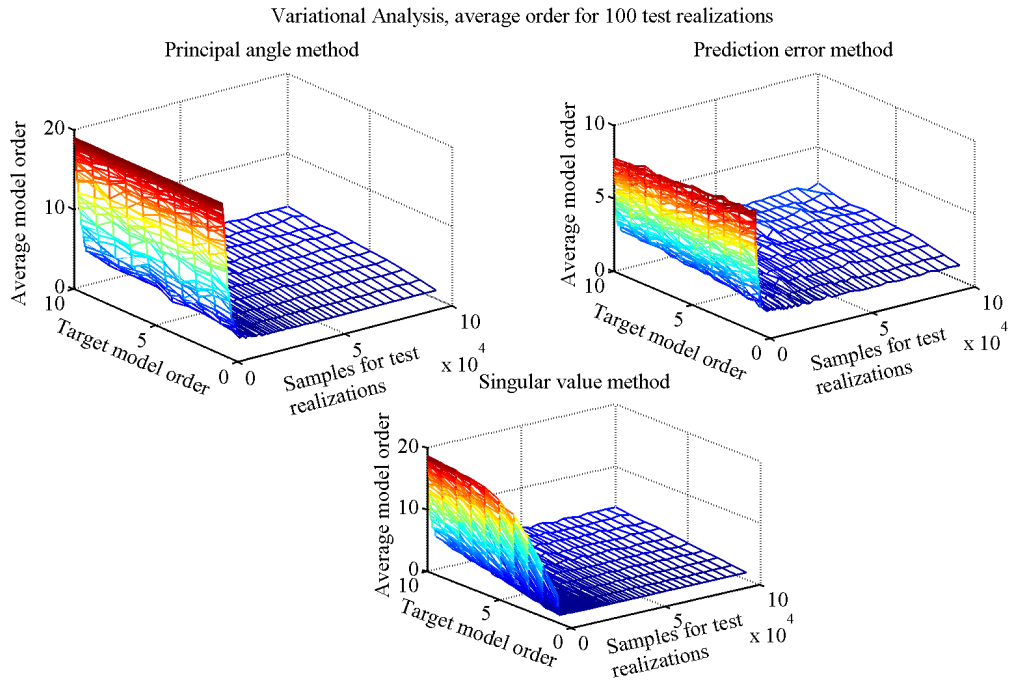 Variational Analysis, average order for 100 test realizations
Principal angle method
Average model order
20
10
0
10
5
0
Target model order
0
5
10
x 10^4
Samples for test
realizations
Prediction error method
Average model order
10
5
0
10
5
0
Target model order
0
5
10
x 10^4
Samples for test
realizations
Singular value method
Average model order
20
10
0
10
5
0
Target model order
0
5
10
x 10^4
Samples for test
realizations